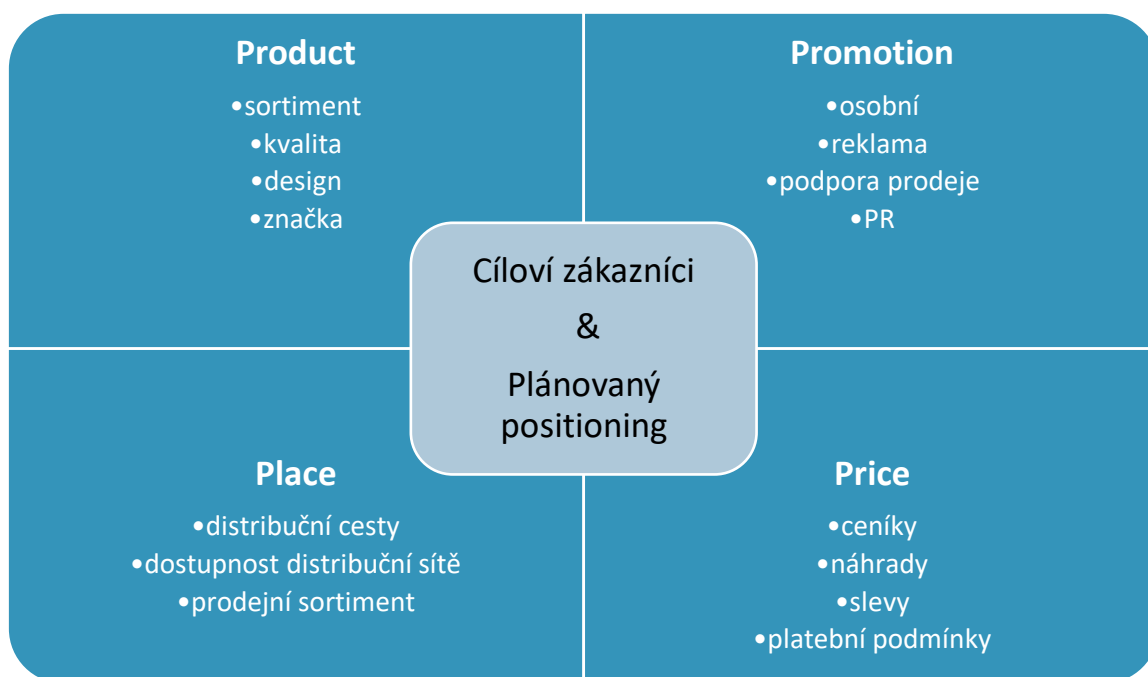 Product
•sortiment
•kvalita
•design
•značka
Promotion
•osobní
•reklama
•podpora prodeje
•PR
Cíloví zákazníci
&
Plánovaný
positioning
Place
•distribuční cesty
•dostupnost distribuční sítě
•prodejní sortiment
Price
•ceníky
•náhrady
•slevy
•platební podmínky